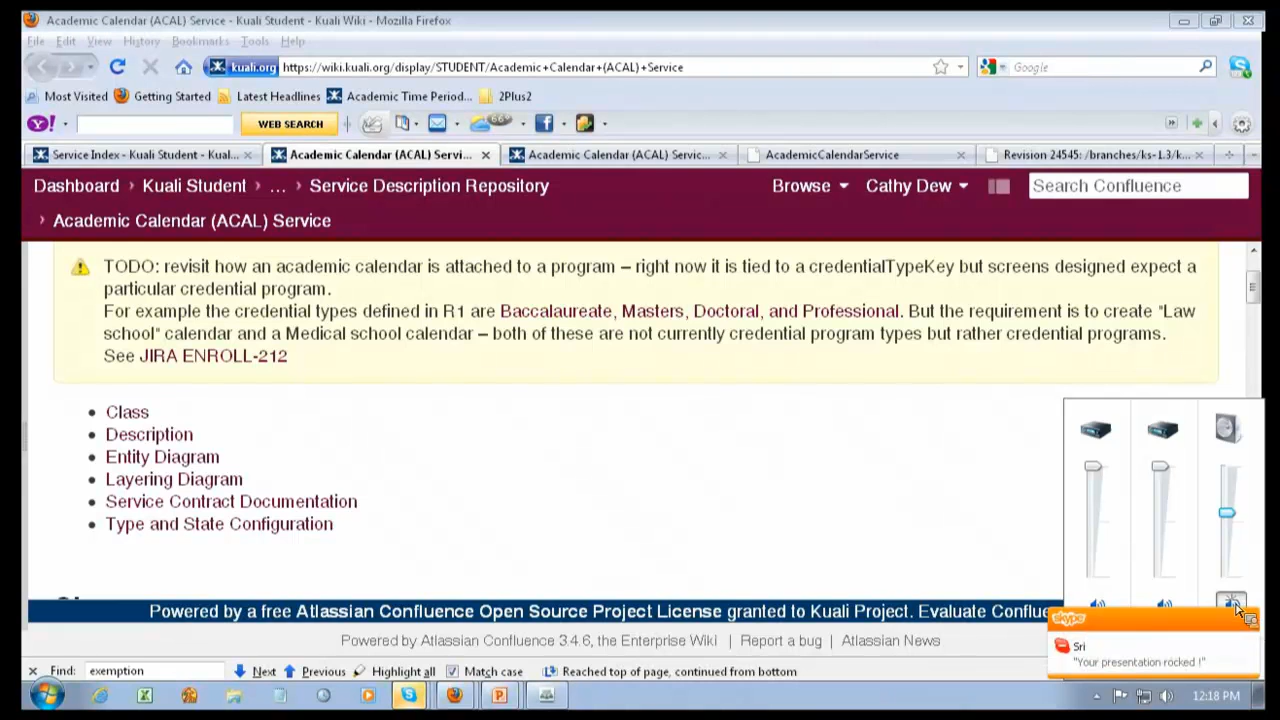 Academic Calendar (ACAL) Service - Kuali Student - Kuali Wiki - Mozilla Firefox
File Edit View History Bookmarks Tools Help
kuali.org https://wiki.kuali.org/display/STUDENT/Academic+Calendar+(ACAL)+Service Google
Most Visited Getting Started Latest Headlines Academic Time Period... 2Plus2
Y! WEB SEARCH 66°
Service Index - Kuali Student - Kual... Academic Calendar (ACAL) Servi... Academic Calendar (ACAL) Servic... AcademicCalendarService Revision 24545: /branches/ks-1.3/k...
Dashboard Kuali Student ... Service Description Repository Browse Cathy Dew Search Confluence
Academic Calendar (ACAL) Service
TODO: revisit how an academic calendar is attached to a program – right now it is tied to a credentialTypeKey but screens designed expect a
particular credential program.
For example the credential types defined in R1 are Baccalaureate, Masters, Doctoral, and Professional. But the requirement is to create "Law
school" calendar and a Medical school calendar – both of these are not currently credential program types but rather credential programs.
See JIRA ENROLL-212
• Class
• Description
• Entity Diagram
• Layering Diagram
• Service Contract Documentation
• Type and State Configuration
Powered by a free Atlassian Confluence Open Source Project License granted to Kuali Project. Evaluate Conflue
skype
Powered by Atlassian Confluence 3.4.6, the Enterprise Wiki | Report a bug | Atlassian News
Sri
"Your presentation rocked !"
Find: exemption Next Previous Highlight all Match case Reached top of page, continued from bottom
12:18 PM